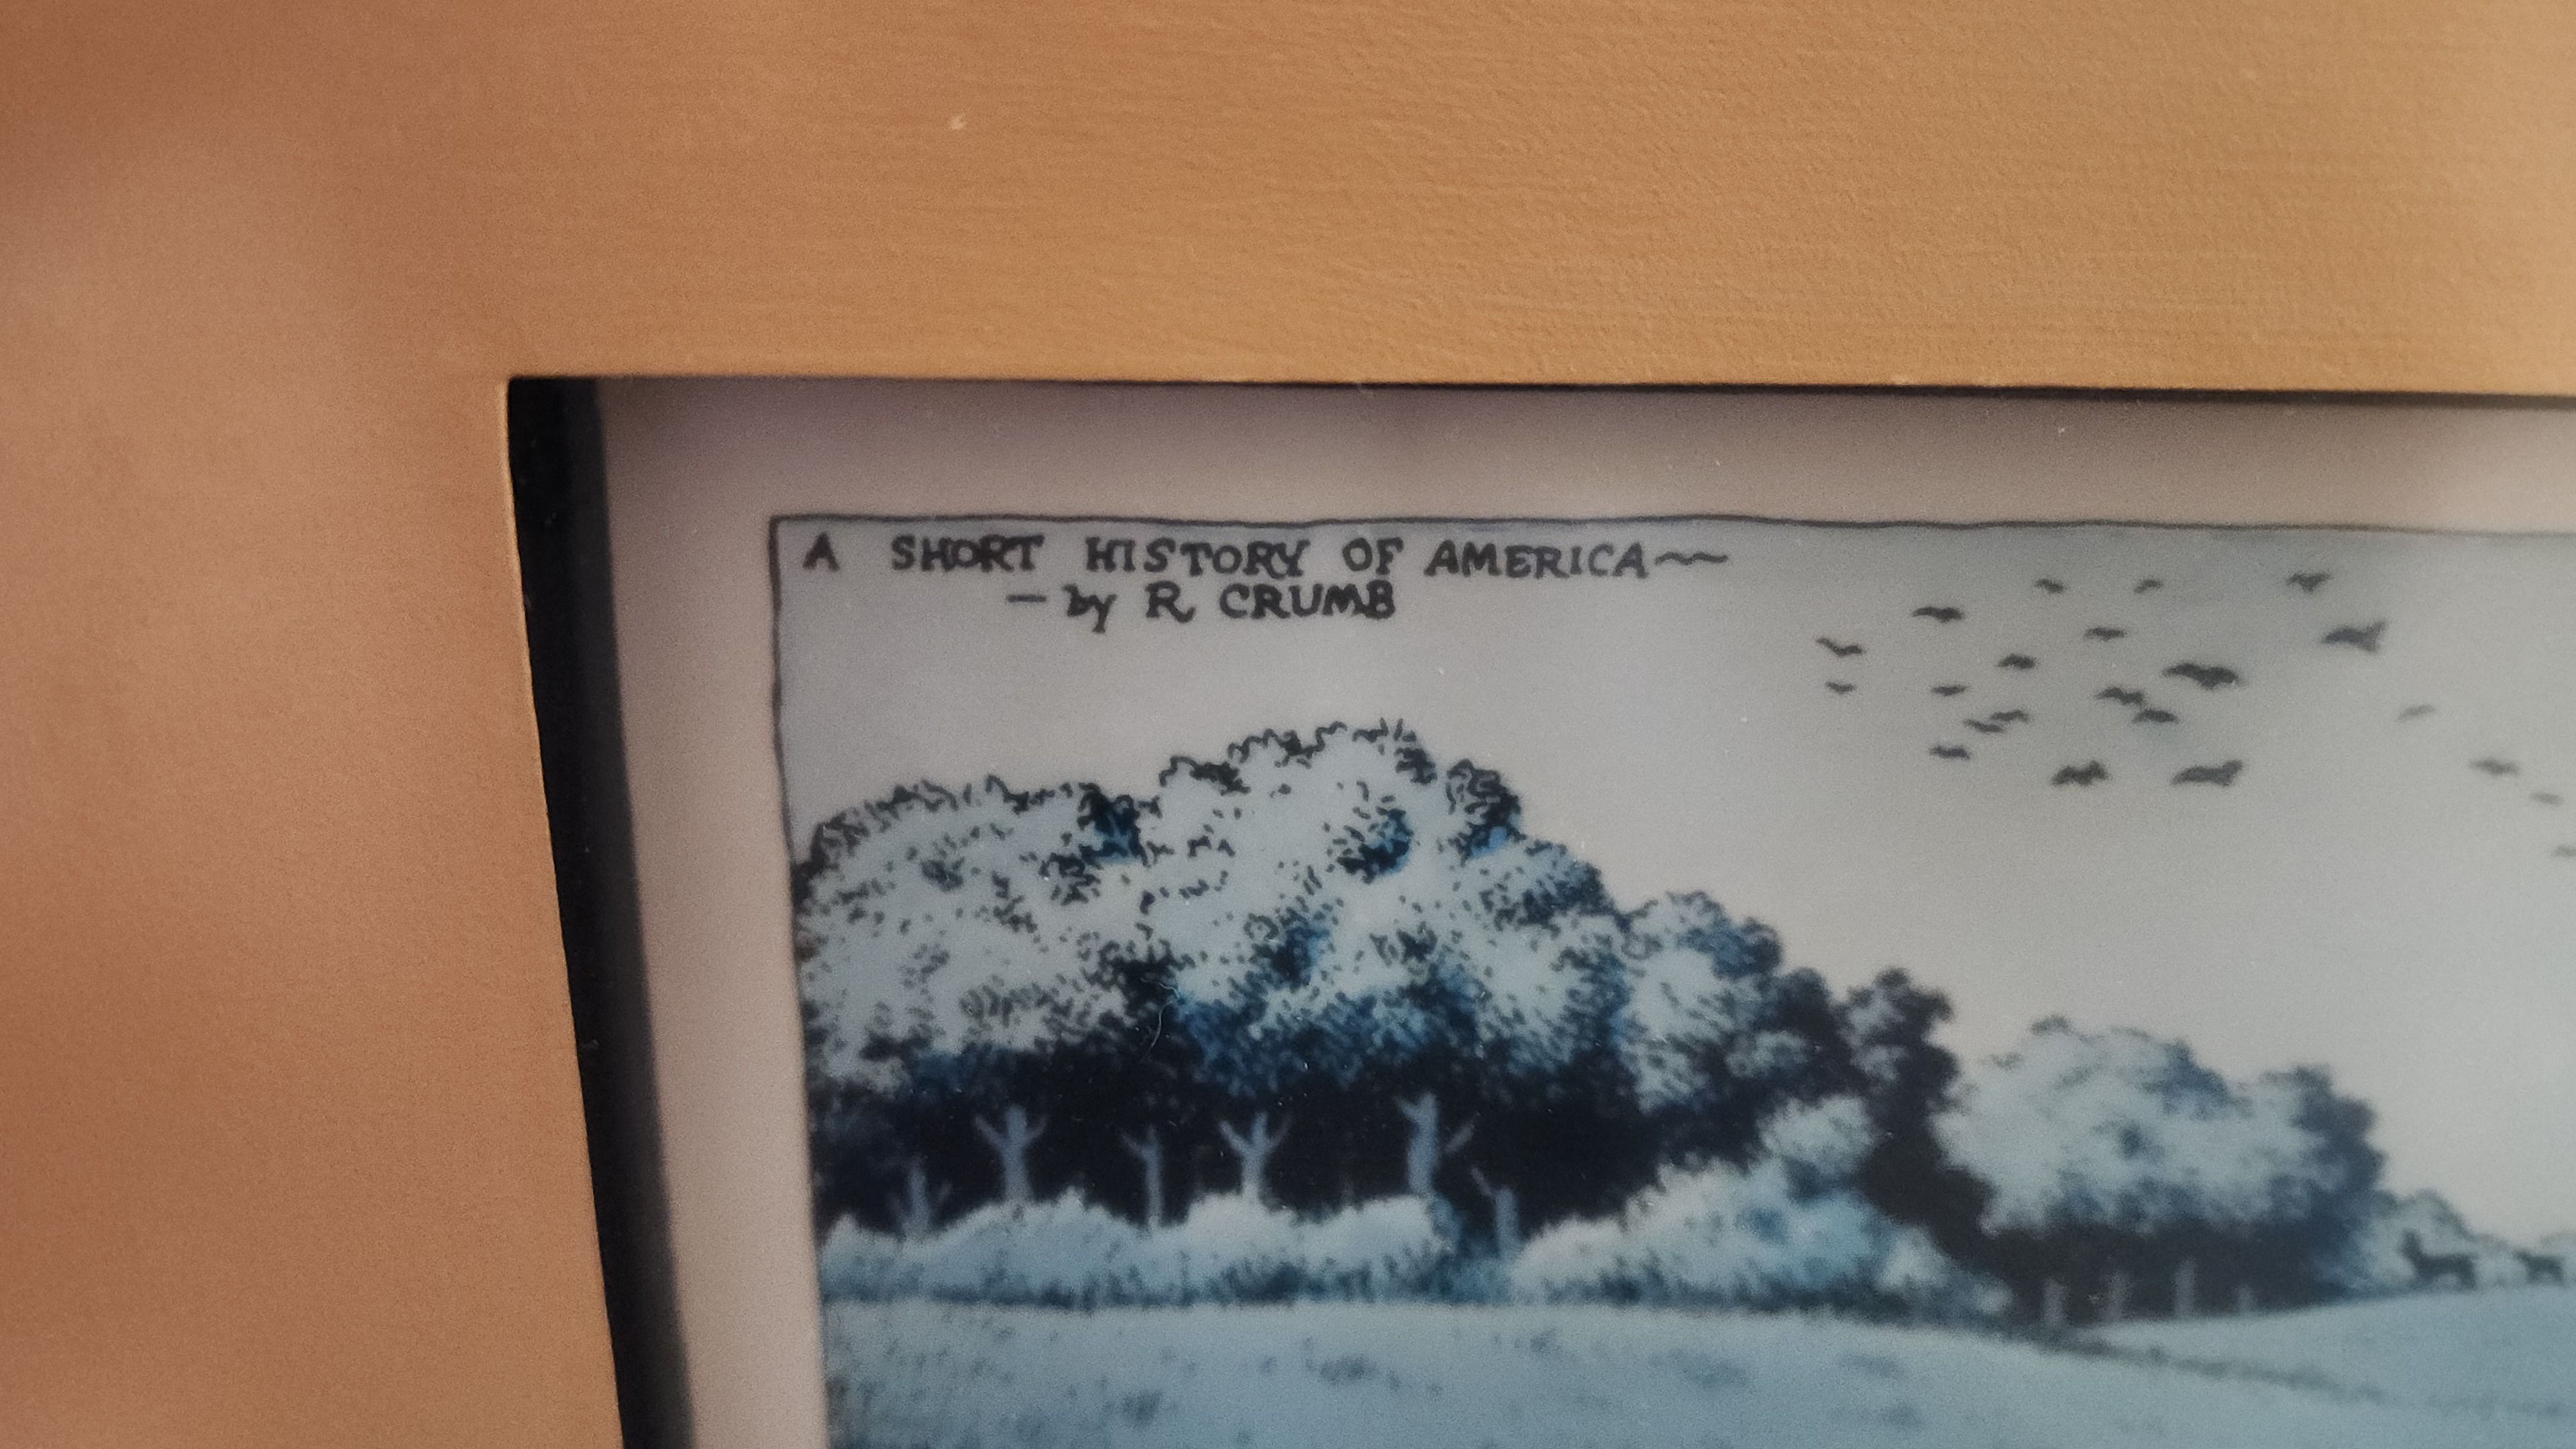 A SHORT HISTORY OF AMERICA~~
— by R CRUMB